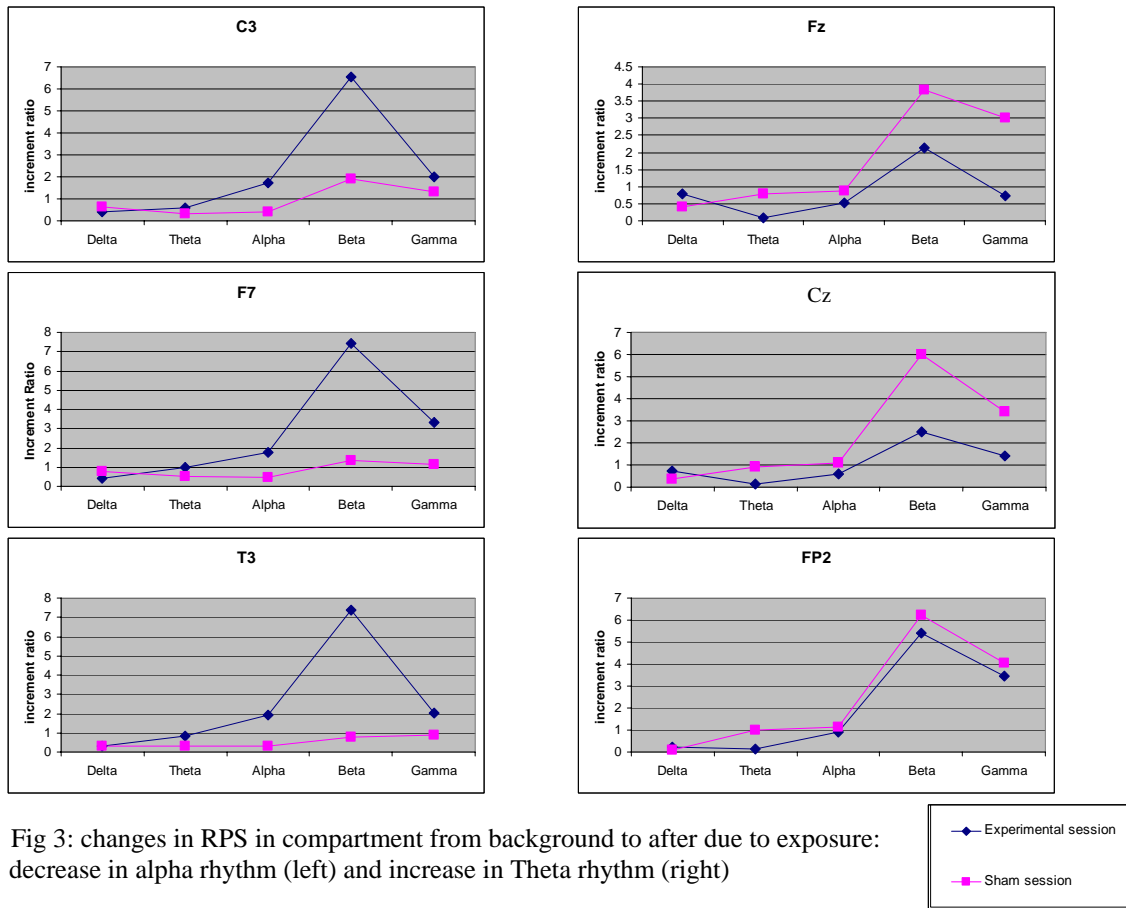 C3
increment ratio
7
6
5
4
3
2
1
0
Delta Theta Alpha Beta Gamma
Fz
increment ratio
4.5
4
3.5
3
2.5
2
1.5
1
0.5
0
Delta Theta Alpha Beta Gamma
F7
Increment Ratio
8
7
6
5
4
3
2
1
0
Delta Theta Alpha Beta Gamma
Cz
increment ratio
7
6
5
4
3
2
1
0
Delta Theta Alpha Beta Gamma
T3
increment ratio
8
7
6
5
4
3
2
1
0
Delta Theta Alpha Beta Gamma
FP2
increment ratio
7
6
5
4
3
2
1
0
Delta Theta Alpha Beta Gamma
Fig 3: changes in RPS in compartment from background to after due to exposure:
decrease in alpha rhythm (left) and increase in Theta rhythm (right)
Experimental session
Sham session